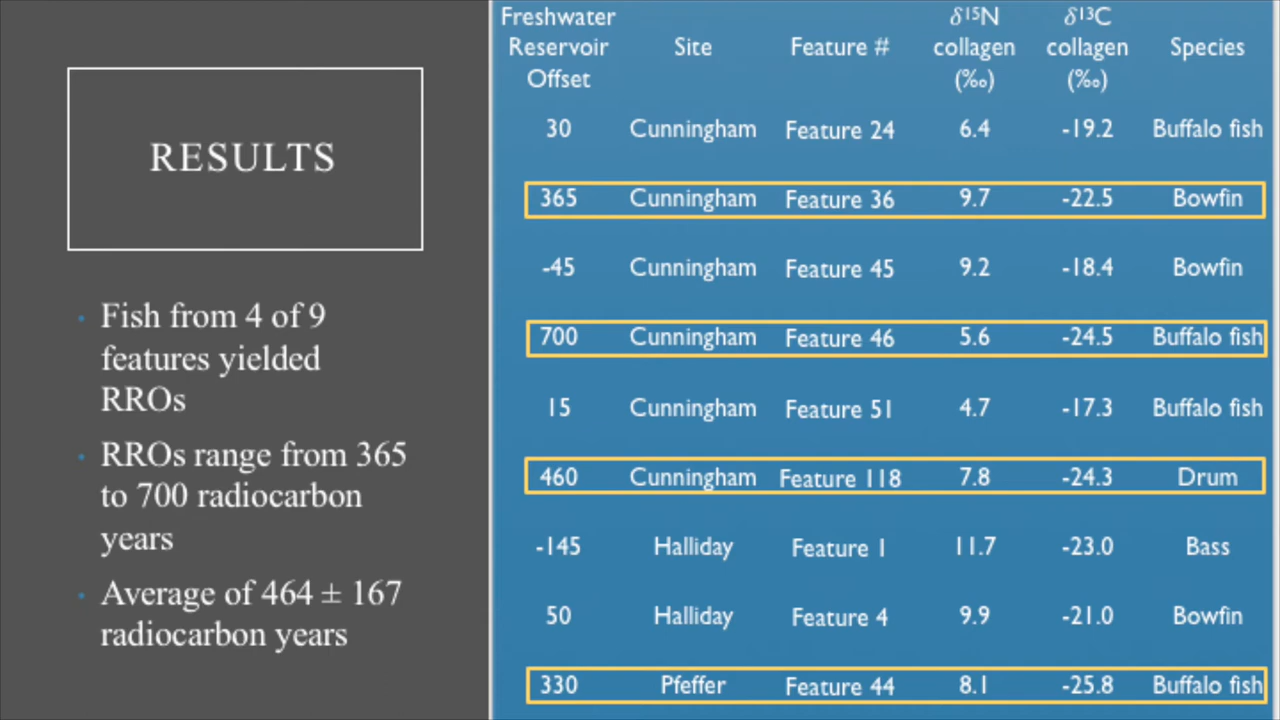 RESULTS
• Fish from 4 of 9
features yielded
RROs
• RROs range from 365
to 700 radiocarbon
years
• Average of 464 ± 167
radiocarbon years
Freshwater Reservoir Offset Site Feature # δ¹⁵N collagen (‰) δ¹³C collagen (‰) Species
30 Cunningham Feature 24 6.4 -19.2 Buffalo fish
365 Cunningham Feature 36 9.7 -22.5 Bowfin
-45 Cunningham Feature 45 9.2 -18.4 Bowfin
700 Cunningham Feature 46 5.6 -24.5 Buffalo fish
15 Cunningham Feature 51 4.7 -17.3 Buffalo fish
460 Cunningham Feature 118 7.8 -24.3 Drum
-145 Halliday Feature 1 11.7 -23.0 Bass
50 Halliday Feature 4 9.9 -21.0 Bowfin
330 Pfeffer Feature 44 8.1 -25.8 Buffalo fish